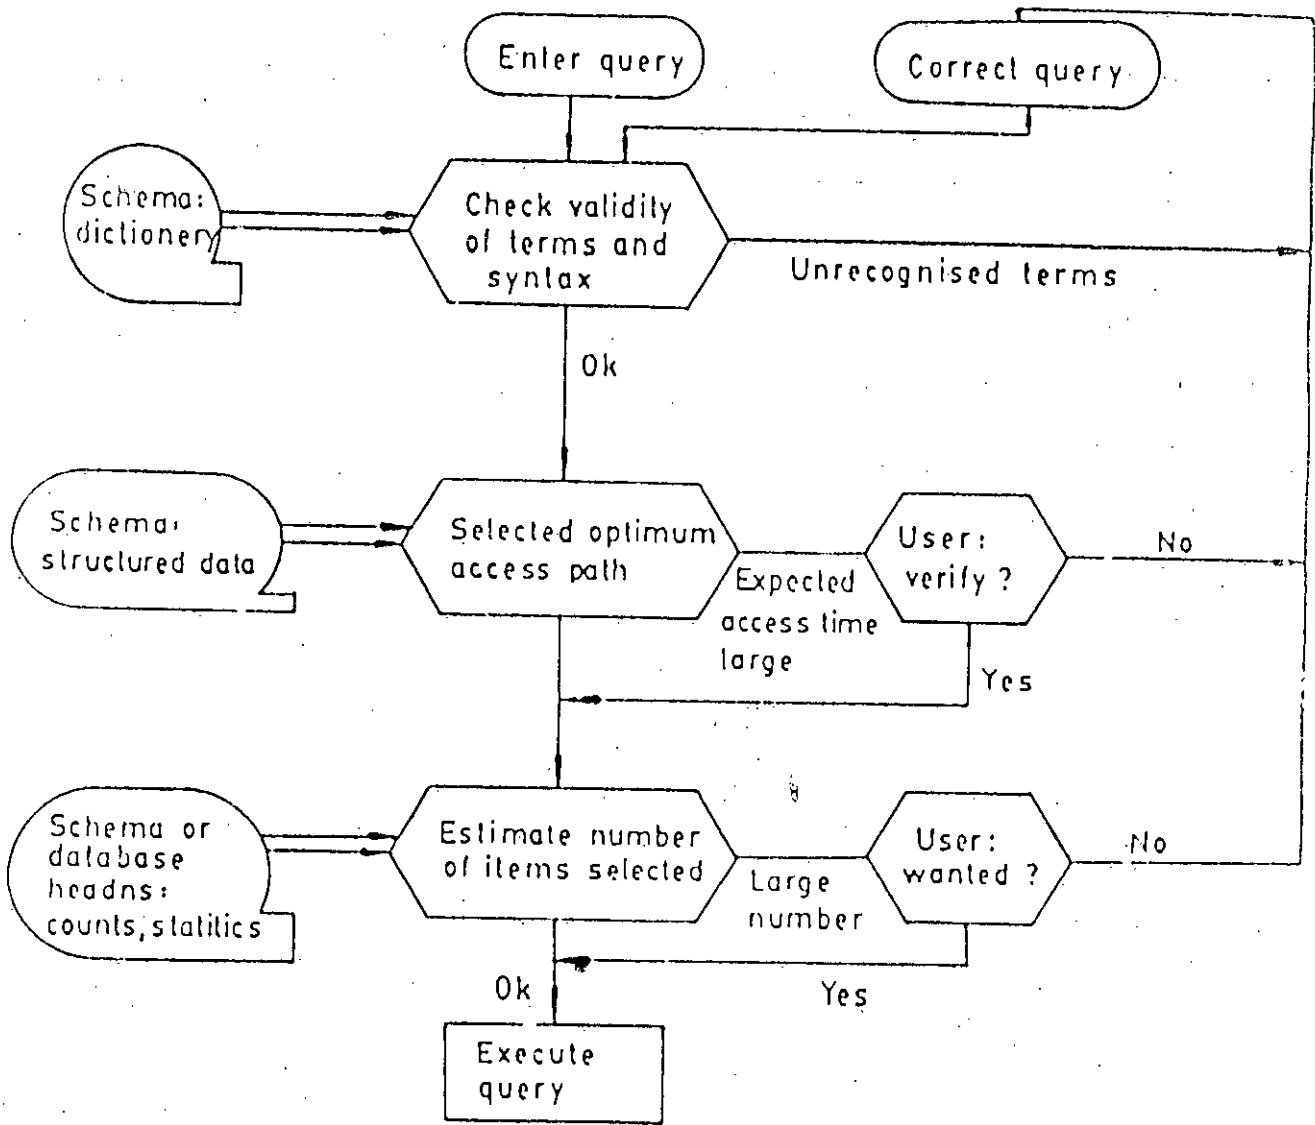 Enter query
Correct query
Schema:
dictionery
Check validity
of terms and
syntax
Unrecognised terms
Ok
Schema:
structured data
Selected optimum
access path
Expected
access time
large
User:
verify ?
No
Yes
Schema or
database
headns:
counts, statitics
Estimate number
of items selected
Large
number
User:
wanted ?
No
Yes
Ok
Execute
query